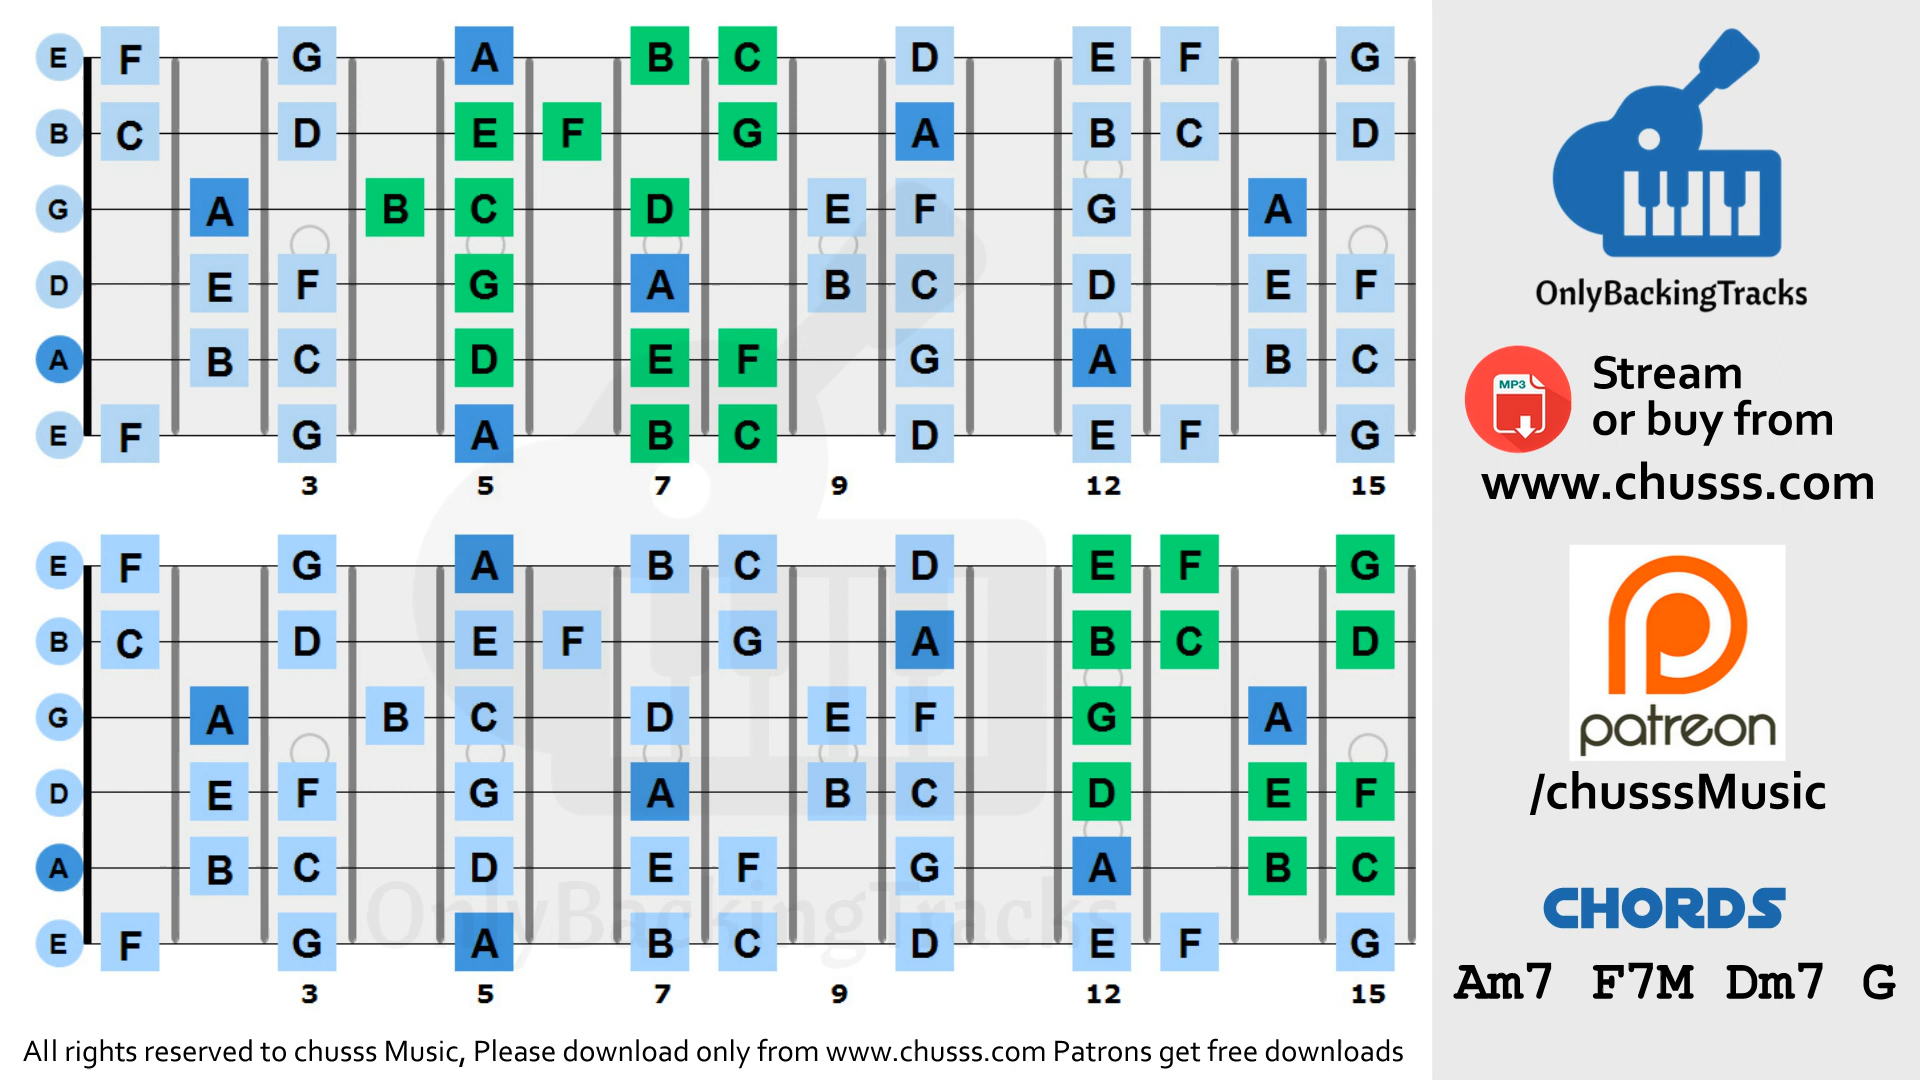 E F G A B C D E F G
B C D E F G A B C D
G A B C D E F G A
D E F G A B C D E F
A B C D E F G A B C
E F G A B C D E F G
3 5 7 9 12 15
E F G A B C D E F G
B C D E F G A B C D
G A B C D E F G A
D E F G A B C D E F
A B C D E F G A B C
E F G A B C D E F G
3 5 7 9 12 15
OnlyBackingTracks
All rights reserved to chusss Music, Please download only from www.chusss.com Patrons get free downloads
OnlyBackingTracks
MP3
Stream
or buy from
www.chusss.com
patreon
/chusssMusic
CHORDS
Am7 F7M Dm7 G